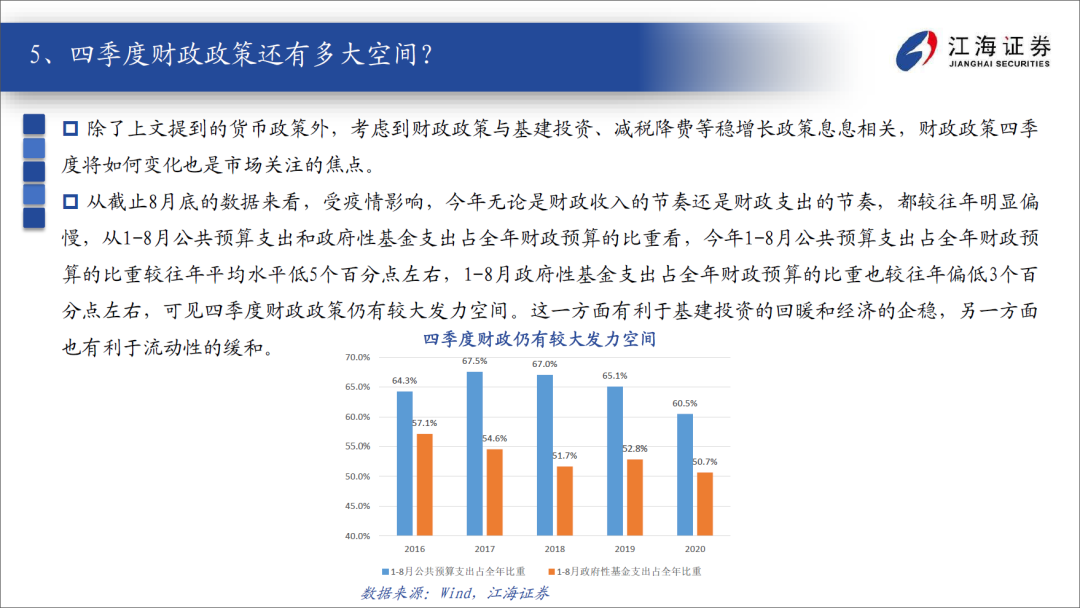 5、四季度财政政策还有多大空间？
江海证券
JIANGHAI SECURITIES
除了上文提到的货币政策外，考虑到财政政策与基建投资、减税降费等稳增长政策息息相关，财政政策四季
度将如何变化也是市场关注的焦点。
从截止8月底的数据来看，受疫情影响，今年无论是财政收入的节奏还是财政支出的节奏，都较往年明显偏
慢，从1-8月公共预算支出和政府性基金支出占全年财政预算的比重看，今年1-8月公共预算支出占全年财政预
算的比重较往年平均水平低5个百分点左右，1-8月政府性基金支出占全年财政预算的比重也较往年偏低3个百
分点左右，可见四季度财政政策仍有较大发力空间。这一方面有利于基建投资的回暖和经济的企稳，另一方面
也有利于流动性的缓和。
四季度财政仍有较大发力空间
70.0%
65.0%
60.0%
55.0%
50.0%
45.0%
40.0%
64.3%
57.1%
67.5%
54.6%
67.0%
51.7%
65.1%
52.8%
60.5%
50.7%
2016 2017 2018 2019 2020
1-8月公共预算支出占全年比重 1-8月政府性基金支出占全年比重
数据来源：Wind，江海证券